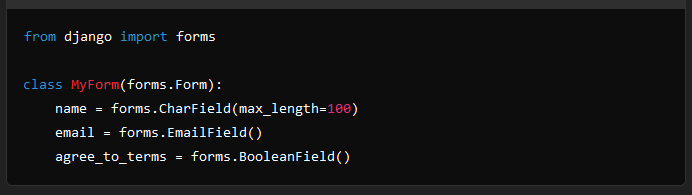 from django import forms
class MyForm(forms.Form):
    name = forms.CharField(max_length=100)
    email = forms.EmailField()
    agree_to_terms = forms.BooleanField()